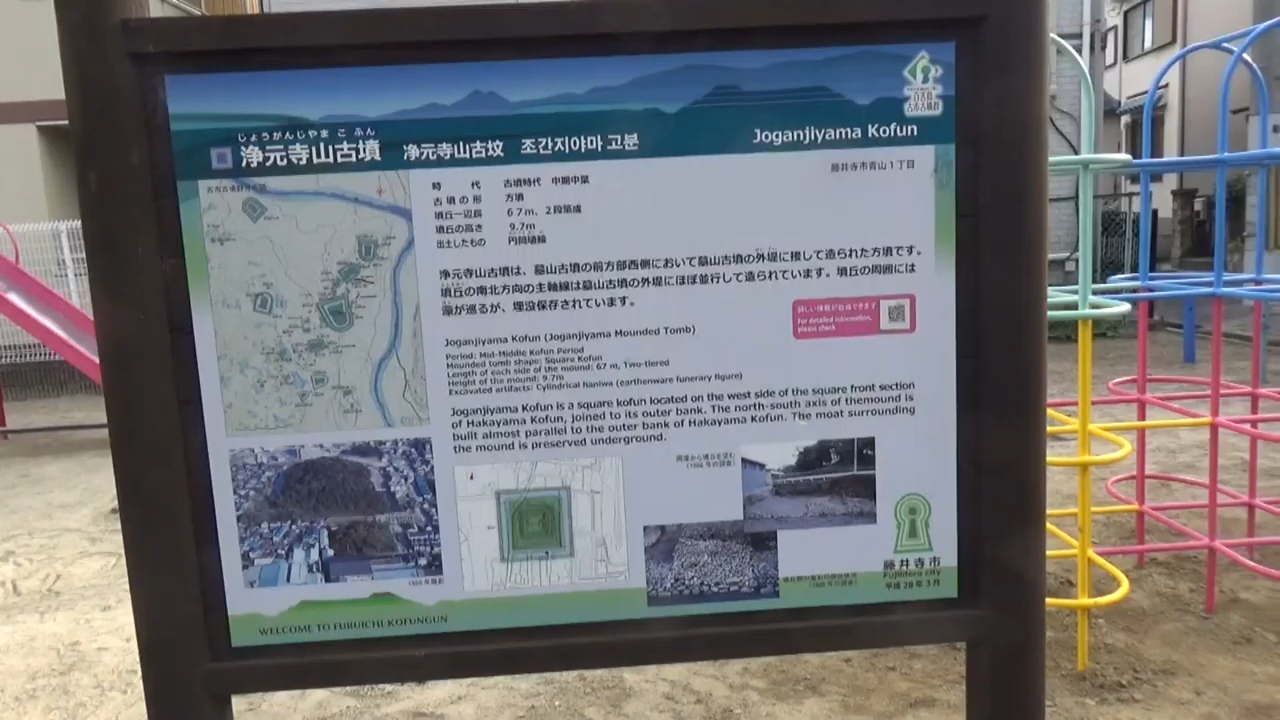 じょうがんじやま こ ふん
浄元寺山古墳 净元寺山古坟 조간지야마 고분 Joganjiyama Kofun
藤井寺市青山1丁目
時代 古墳時代 中期中葉
古墳の形 方墳
墳丘一辺長 67m、2段築成
墳丘の高さ 9.7m
出土したもの 円筒埴輪
浄元寺山古墳は、墓山古墳の前方部西側において墓山古墳の外堤に接して造られた方墳です。
墳丘の南北方向の主軸線は墓山古墳の外堤にほぼ並行して造られています。墳丘の周囲には
濠が巡るが、埋没保存されています。
詳しい情報が取得できます
For detailed information,
please check
Joganjiyama Kofun (Joganjiyama Mounded Tomb)
Period: Mid-Middle Kofun Period
Mounded tomb shape: Square Kofun
Length of each side of the mound: 67 m, Two-tiered
Height of the mound: 9.7m
Excavated artifacts: Cylindrical haniwa (earthenware funerary figure)
Joganjiyama Kofun is a square kofun located on the west side of the square front section
of Hakayama Kofun, joined to its outer bank. The north-south axis of themound is
built almost parallel to the outer bank of Hakayama Kofun. The moat surrounding
the mound is preserved underground.
藤井寺市
Fujiidera city
平成28年3月
WELCOME TO FURUICHI KOFUNGUN